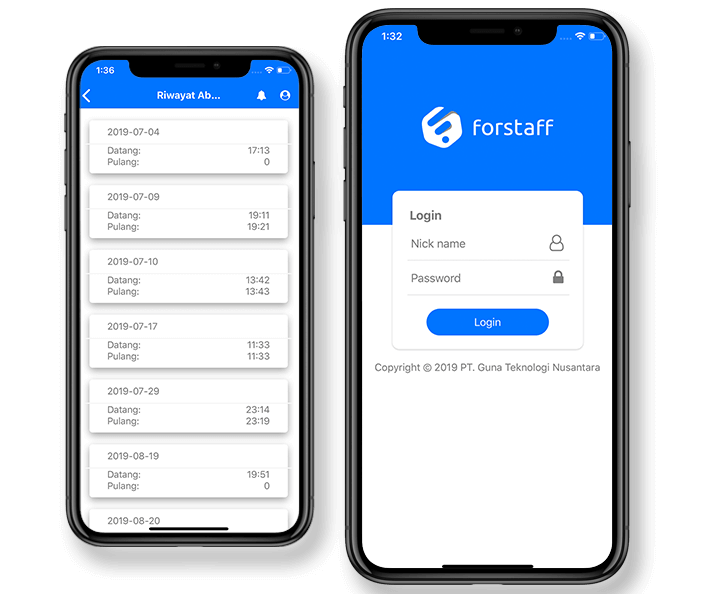 1:36
Riwayat Ab...
2019-07-04
Datang: 17:13
Pulang: 0
2019-07-09
Datang: 19:11
Pulang: 19:21
2019-07-10
Datang: 13:42
Pulang: 13:43
2019-07-17
Datang: 11:33
Pulang: 11:33
2019-07-29
Datang: 23:14
Pulang: 23:19
2019-08-19
Datang: 19:51
Pulang: 0
2019-08-20
1:32
forstaff
Login
Nick name
Password
Login
Copyright © 2019 PT. Guna Teknologi Nusantara